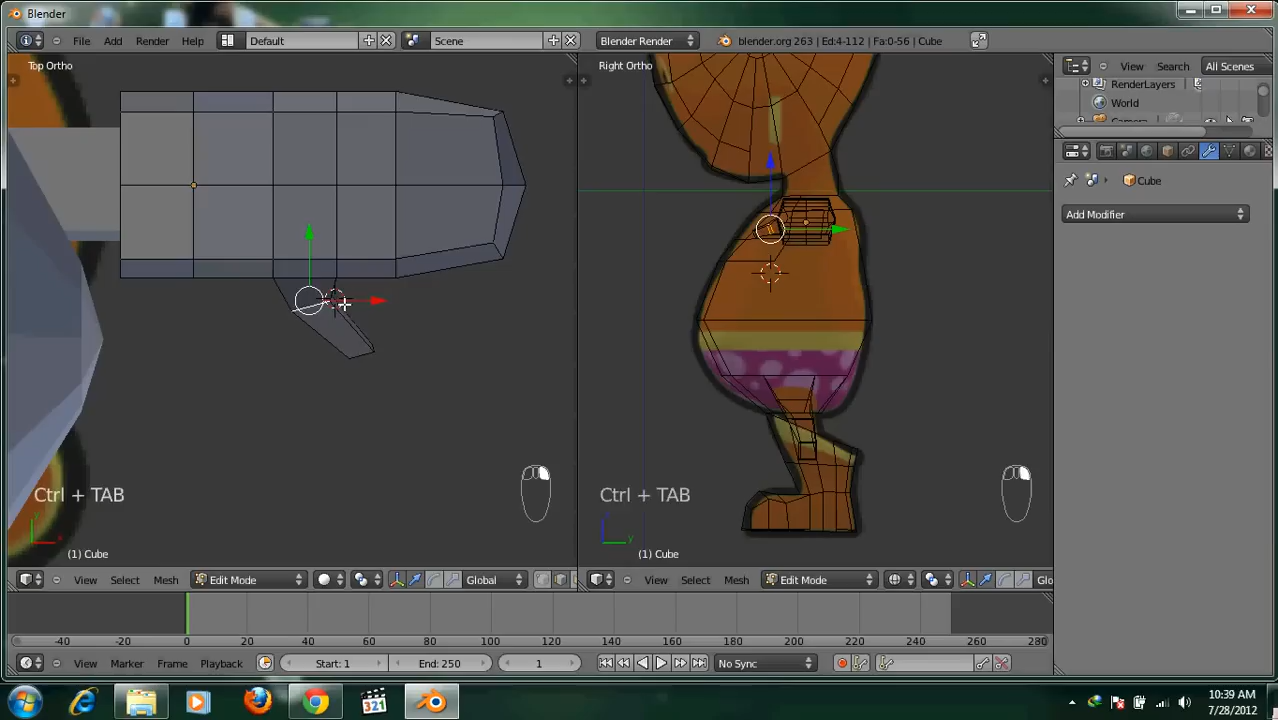 Blender
File Add Render Help Default Scene Blender Render blender.org 263 | Ed:4-112 | Fa:0-56 | Cube
Top Ortho
Right Ortho
View Search All Scenes
RenderLayers
World
Camera
Cube
Add Modifier
Ctrl + TAB
Ctrl + TAB
(1) Cube
(1) Cube
View Select Mesh Edit Mode Global
View Select Mesh Edit Mode Glo
-40 -20 0 20 40 60 80 100 120 140 160 180 200 220 240 260 280
View Marker Frame Playback Start: 1 End: 250 1 No Sync
321
10:39 AM
7/28/2012